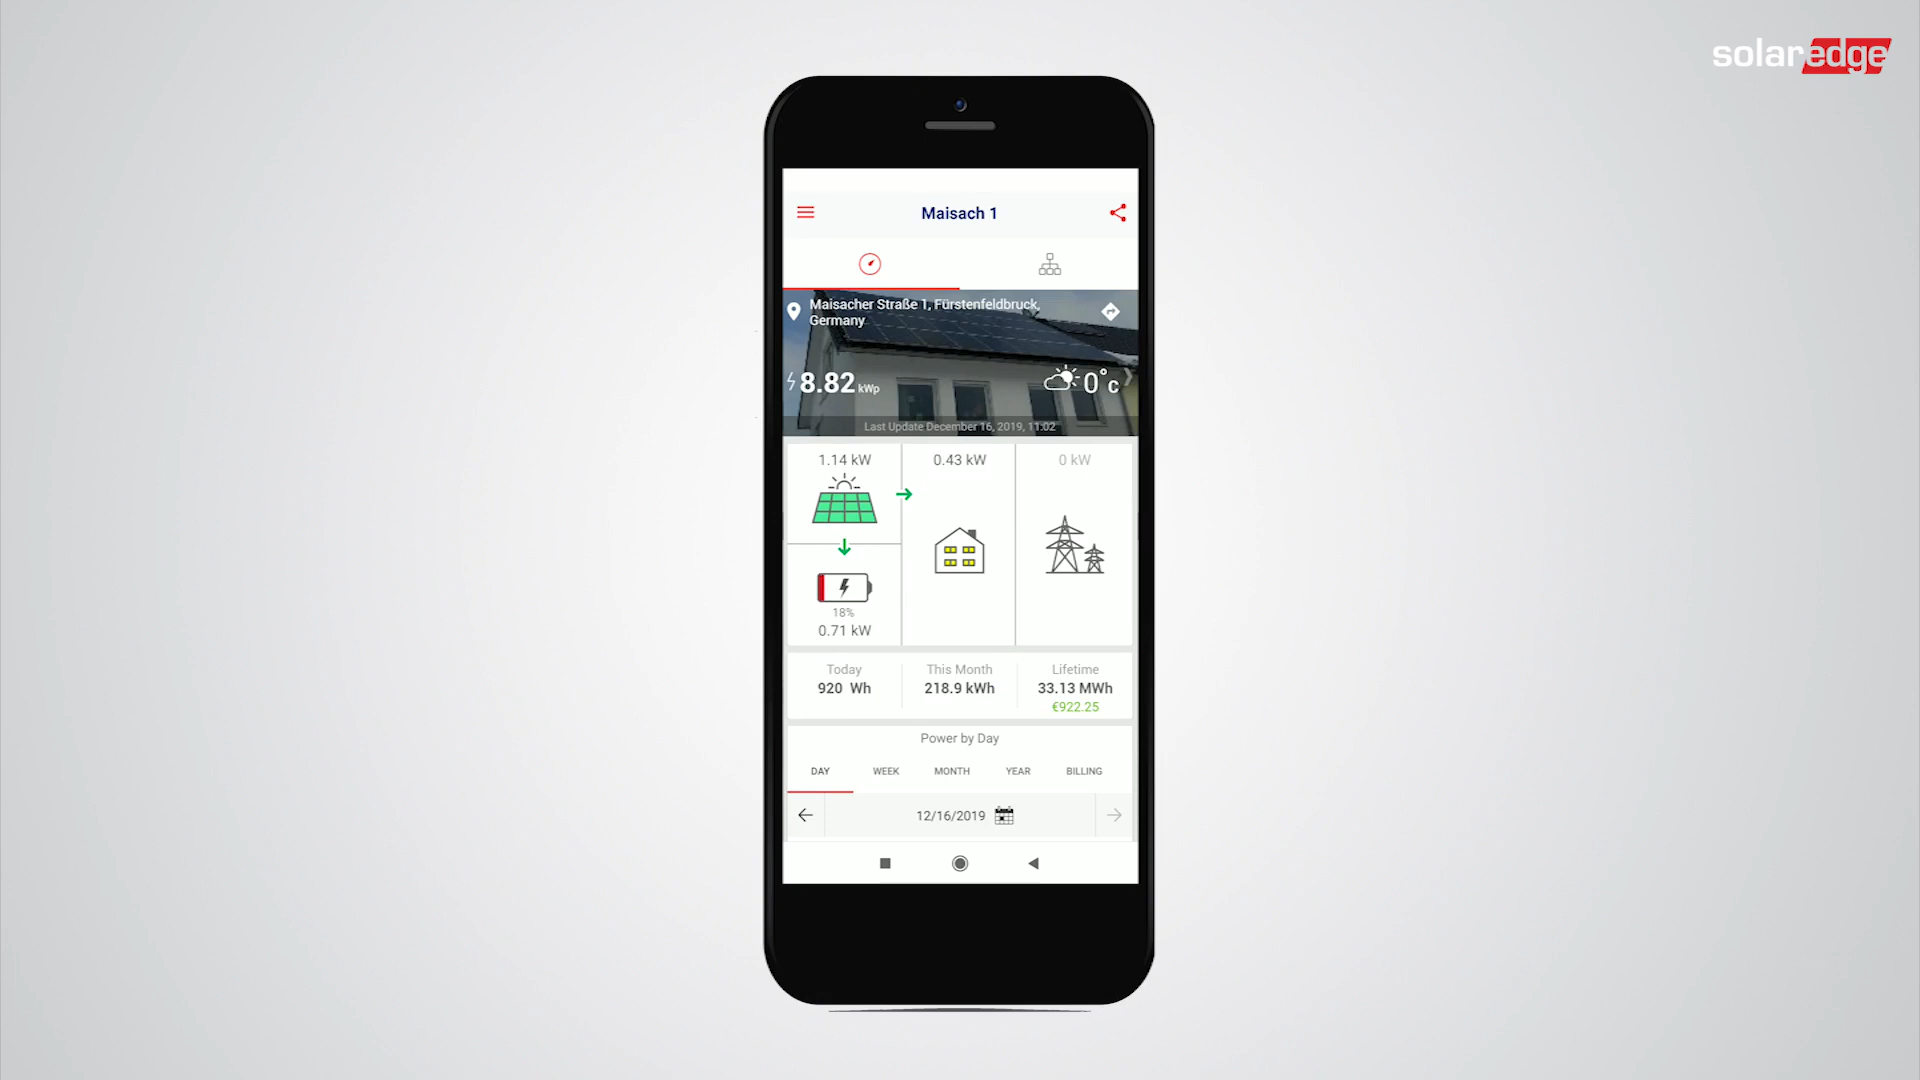 solaredge
Maisach 1
Maisacher Straße 1, Fürstenfeldbruck,
Germany
8.82 kWp
0°c
Last Update December 16, 2019, 11:02
1.14 kW
0.43 kW
0 kW
18%
0.71 kW
Today
920 Wh
This Month
218.9 kWh
Lifetime
33.13 MWh
€922.25
Power by Day
DAY WEEK MONTH YEAR BILLING
12/16/2019